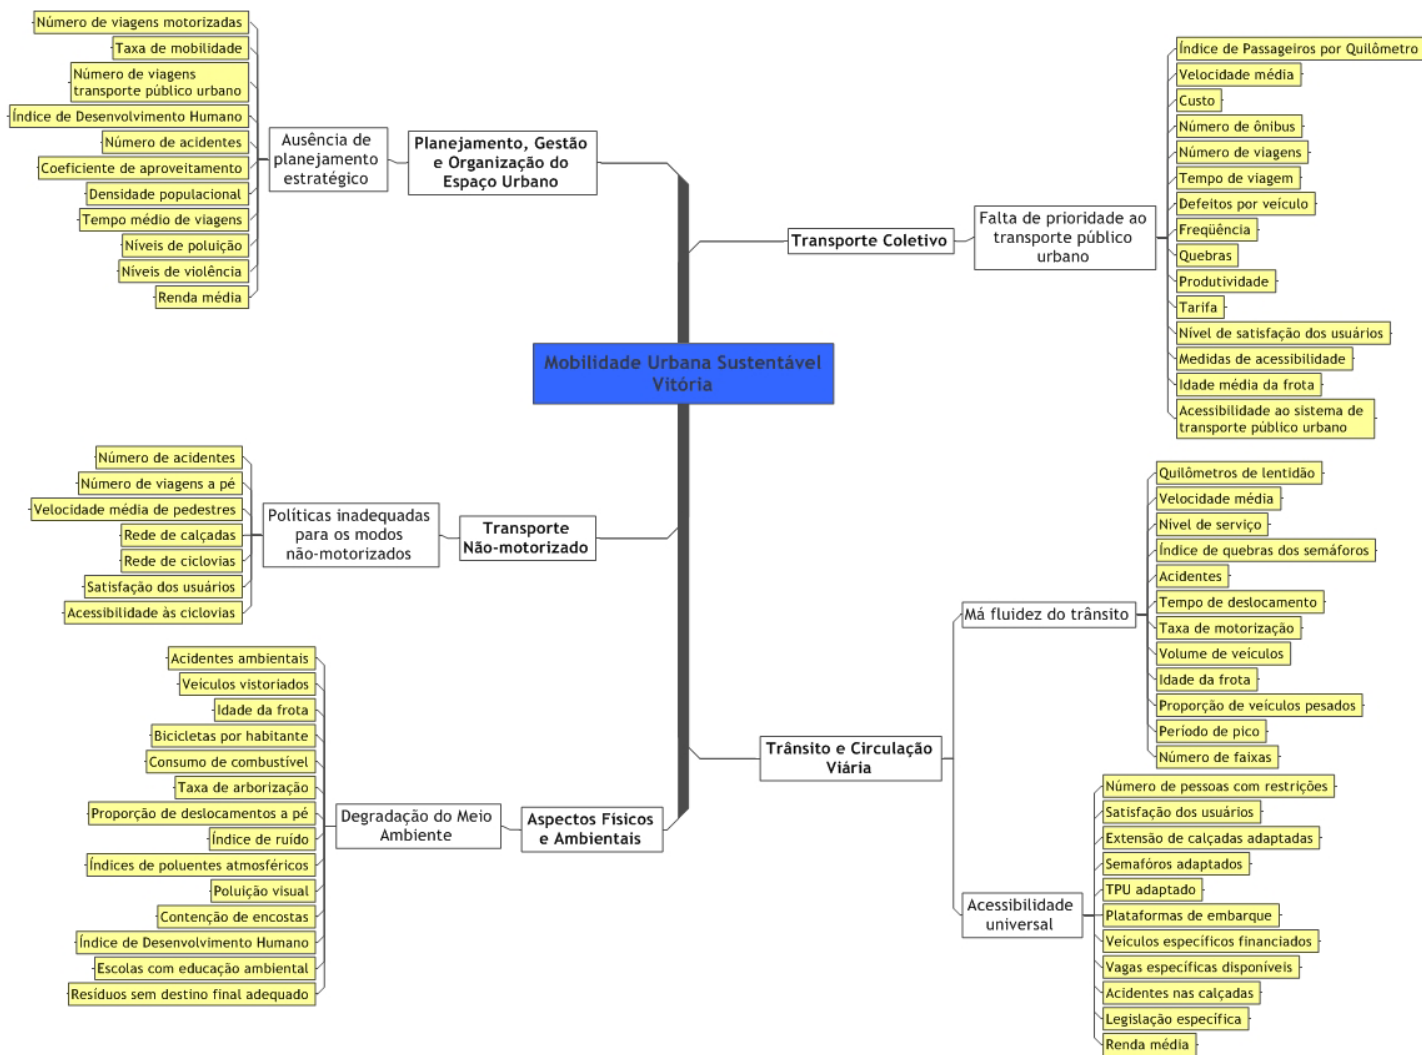 Mobilidade Urbana Sustentável
Vitória
Planejamento, Gestão
e Organização do
Espaço Urbano
Ausência de
planejamento
estratégico
Número de viagens motorizadas
Taxa de mobilidade
Número de viagens
transporte público urbano
Índice de Desenvolvimento Humano
Número de acidentes
Coeficiente de aproveitamento
Densidade populacional
Tempo médio de viagens
Níveis de poluição
Níveis de violência
Renda média
Transporte
Não-motorizado
Políticas inadequadas
para os modos
não-motorizados
Número de acidentes
Número de viagens a pé
Velocidade média de pedestres
Rede de calçadas
Rede de ciclovias
Satisfação dos usuários
Acessibilidade às ciclovias
Aspectos Físicos
e Ambientais
Degradação do Meio
Ambiente
Acidentes ambientais
Veículos vistoriados
Idade da frota
Bicicletas por habitante
Consumo de combustível
Taxa de arborização
Proporção de deslocamentos a pé
Índice de ruído
Índices de poluentes atmosféricos
Poluição visual
Contenção de encostas
Índice de Desenvolvimento Humano
Escolas com educação ambiental
Resíduos sem destino final adequado
Transporte Coletivo
Falta de prioridade ao
transporte público
urbano
Índice de Passageiros por Quilômetro
Velocidade média
Custo
Número de ônibus
Número de viagens
Tempo de viagem
Defeitos por veículo
Freqüência
Quebras
Produtividade
Tarifa
Nível de satisfação dos usuários
Medidas de acessibilidade
Idade média da frota
Acessibilidade ao sistema de
transporte público urbano
Trânsito e Circulação
Viária
Má fluidez do trânsito
Quilômetros de lentidão
Velocidade média
Nível de serviço
Índice de quebras dos semáforos
Acidentes
Tempo de deslocamento
Taxa de motorização
Volume de veículos
Idade da frota
Proporção de veículos pesados
Período de pico
Número de faixas
Acessibilidade
universal
Número de pessoas com restrições
Satisfação dos usuários
Extensão de calçadas adaptadas
Semafóros adaptados
TPU adaptado
Plataformas de embarque
Veículos específicos financiados
Vagas específicas disponíveis
Acidentes nas calçadas
Legislação específica
Renda média